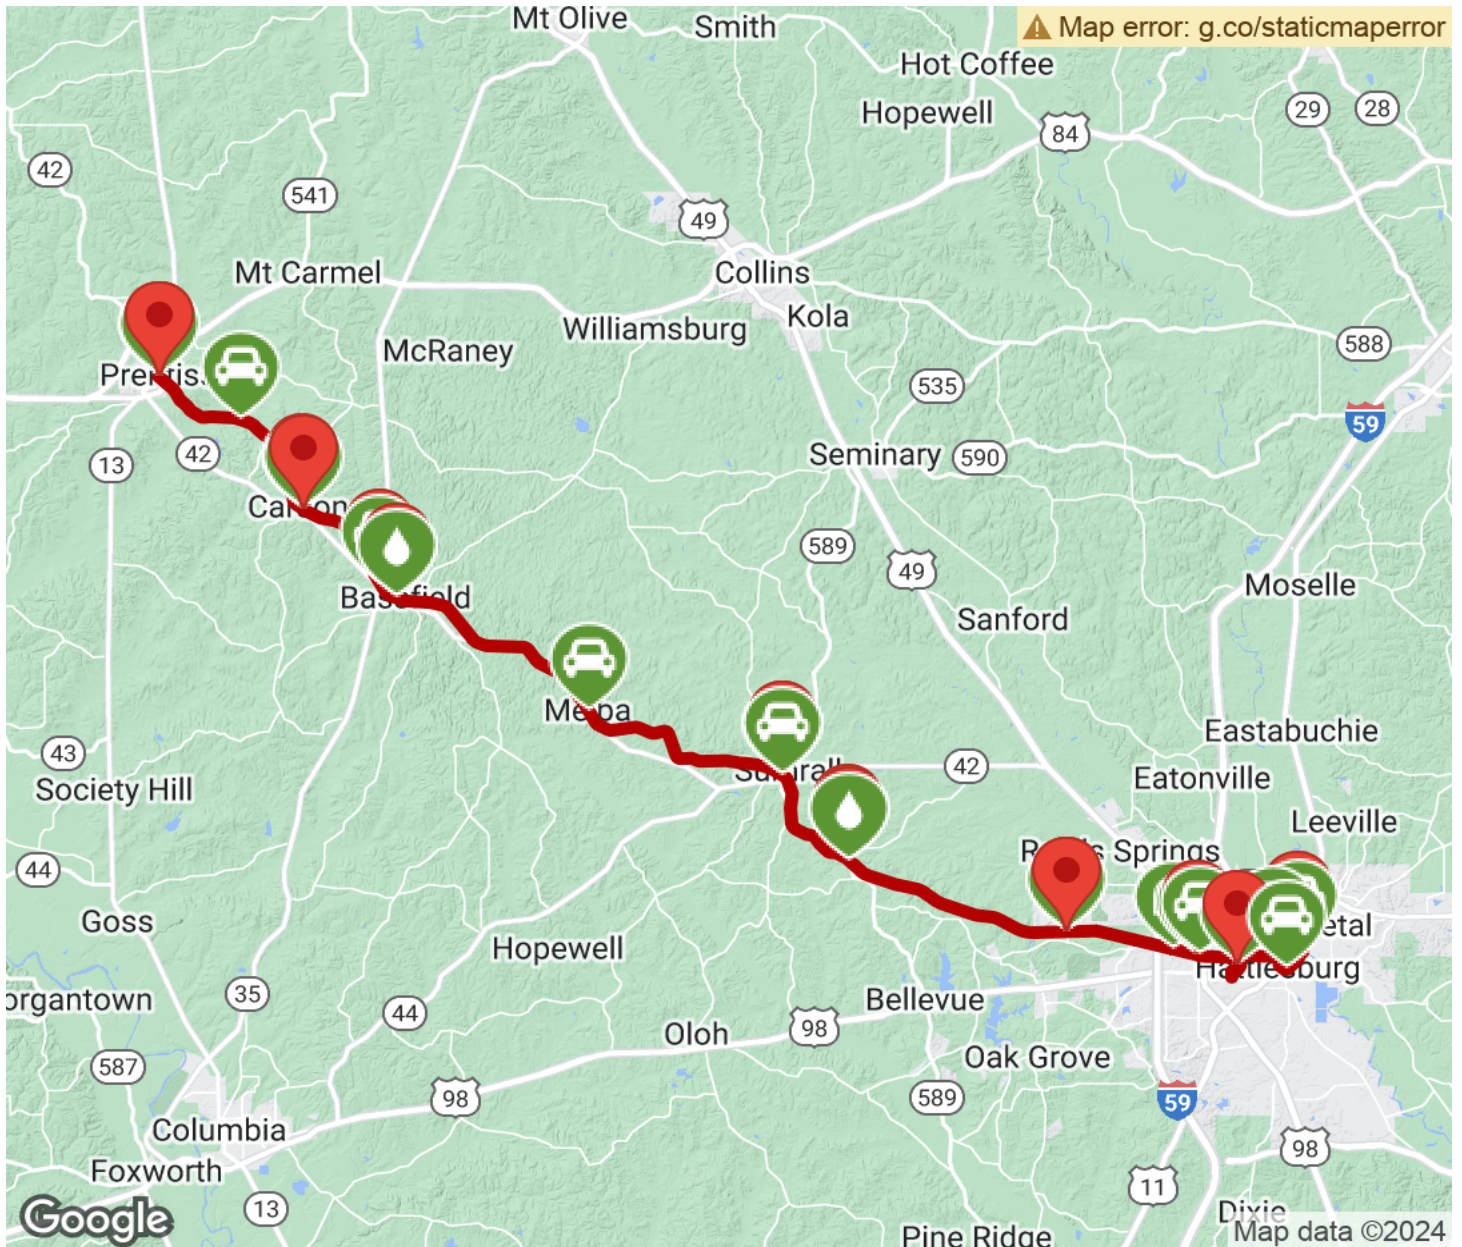 Mt Olive
Smith
Map error: g.co/staticmaperror
Hot Coffee
Hopewell
29
28
84
42
541
49
Mt Carmel
Collins
Kola
Williamsburg
McRaney
588
535
59
13
42
Seminary
590
589
49
Moselle
Sanford
43
Society Hill
42
Eastabuchie
Eatonville
Leeville
44
Springs
Goss
Hopewell
35
44
Bellevue
98
Oloh
Oak Grove
587
98
589
59
Columbia
98
Foxworth
11
13
Dixie
Google
Pine Ridge
Map data ©2024